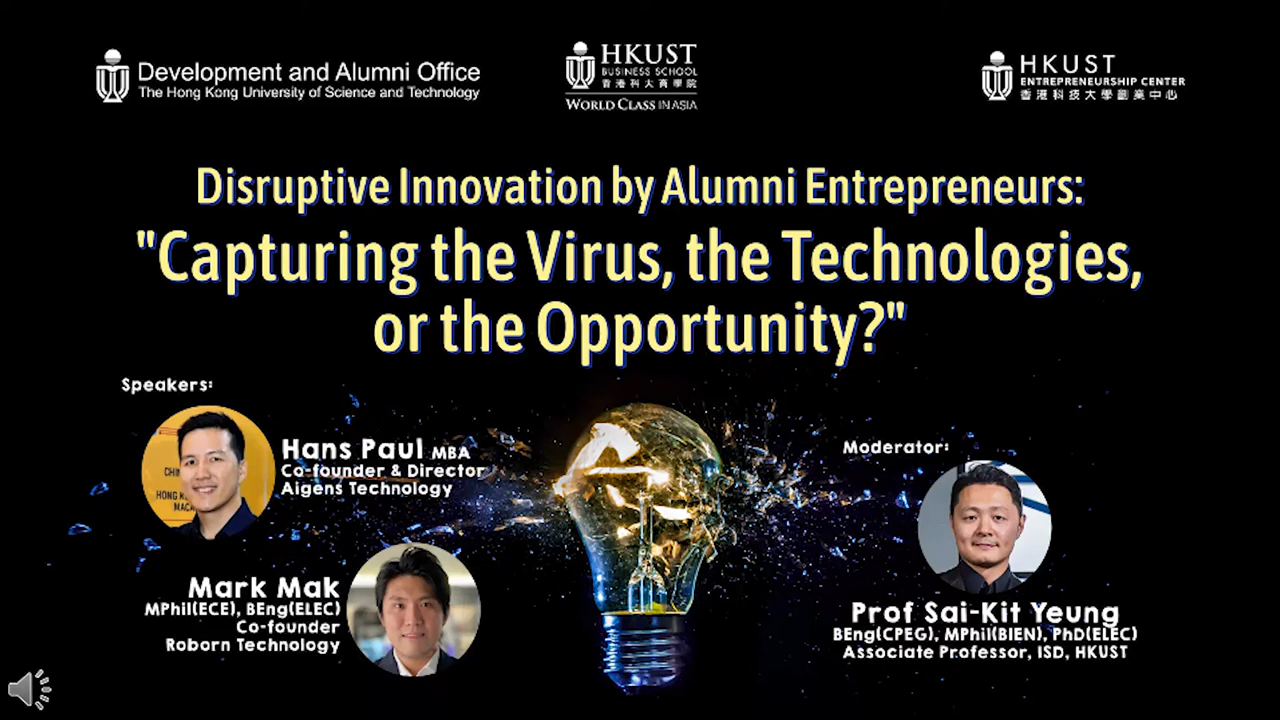 Development and Alumni Office
The Hong Kong University of Science and Technology
HKUST
BUSINESS SCHOOL
香港科大商學院
WORLD CLASS IN ASIA
HKUST
ENTREPRENEURSHIP CENTER
香港科技大學創業中心
Disruptive Innovation by Alumni Entrepreneurs:
"Capturing the Virus, the Technologies,
or the Opportunity?"
Speakers:
Hans Paul MBA
Co-founder & Director
Aigens Technology
Mark Mak
MPhil(ECE), BEng(ELEC)
Co-founder
Roborn Technology
Moderator:
Prof Sai-Kit Yeung
BEng(CPEG), MPhil(BIEN), PhD(ELEC)
Associate Professor, ISD, HKUST